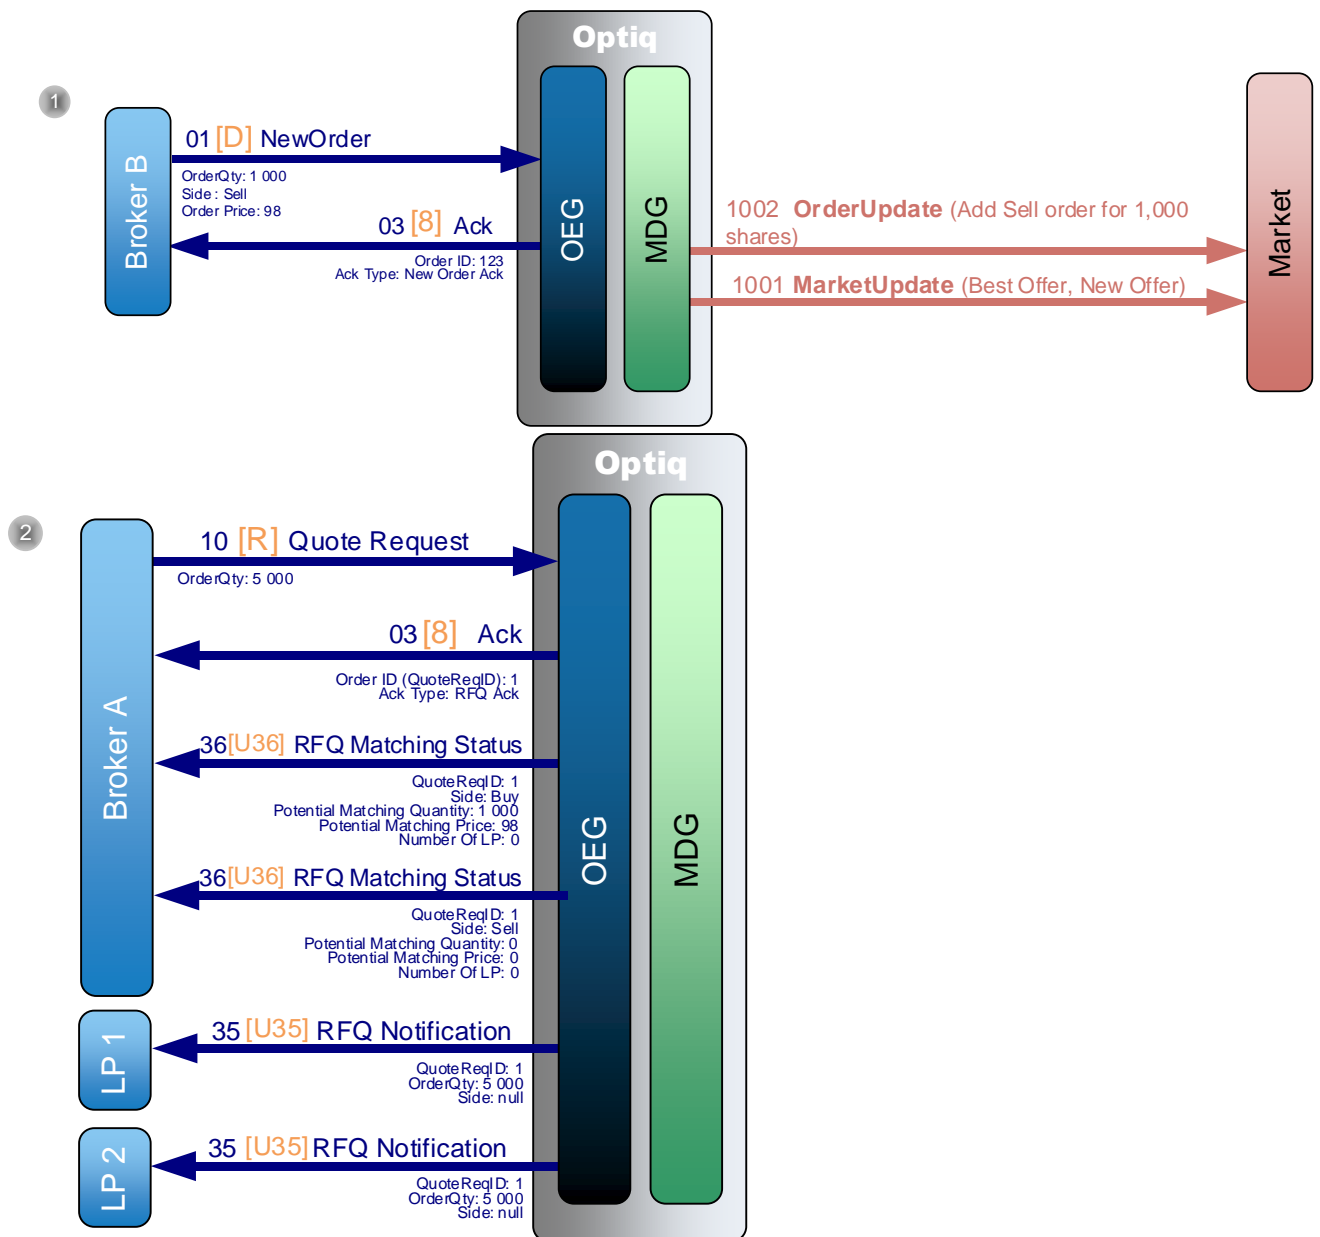 Optiq
1
01 [D] NewOrder
OrderQty: 1 000
Side : Sell
Order Price: 98
03 [8] Ack
Order ID: 123
Ack Type: New Order Ack
Broker B
OEG
MDG
1002 OrderUpdate (Add Sell order for 1,000
shares)
1001 MarketUpdate (Best Offer, New Offer)
Market
Optiq
2
10 [R] Quote Request
OrderQty: 5 000
03 [8] Ack
Order ID (QuoteReqID): 1
Ack Type: RFQ Ack
36 [U36] RFQ Matching Status
QuoteReqID: 1
Side: Buy
Potential Matching Quantity: 1 000
Potential Matching Price: 98
Number Of LP: 0
36 [U36] RFQ Matching Status
QuoteReqID: 1
Side: Sell
Potential Matching Quantity: 0
Potential Matching Price: 0
Number Of LP: 0
Broker A
OEG
MDG
35 [U35] RFQ Notification
QuoteReqID: 1
OrderQty: 5 000
Side: null
LP 1
35 [U35] RFQ Notification
QuoteReqID: 1
OrderQty: 5 000
Side: null
LP 2